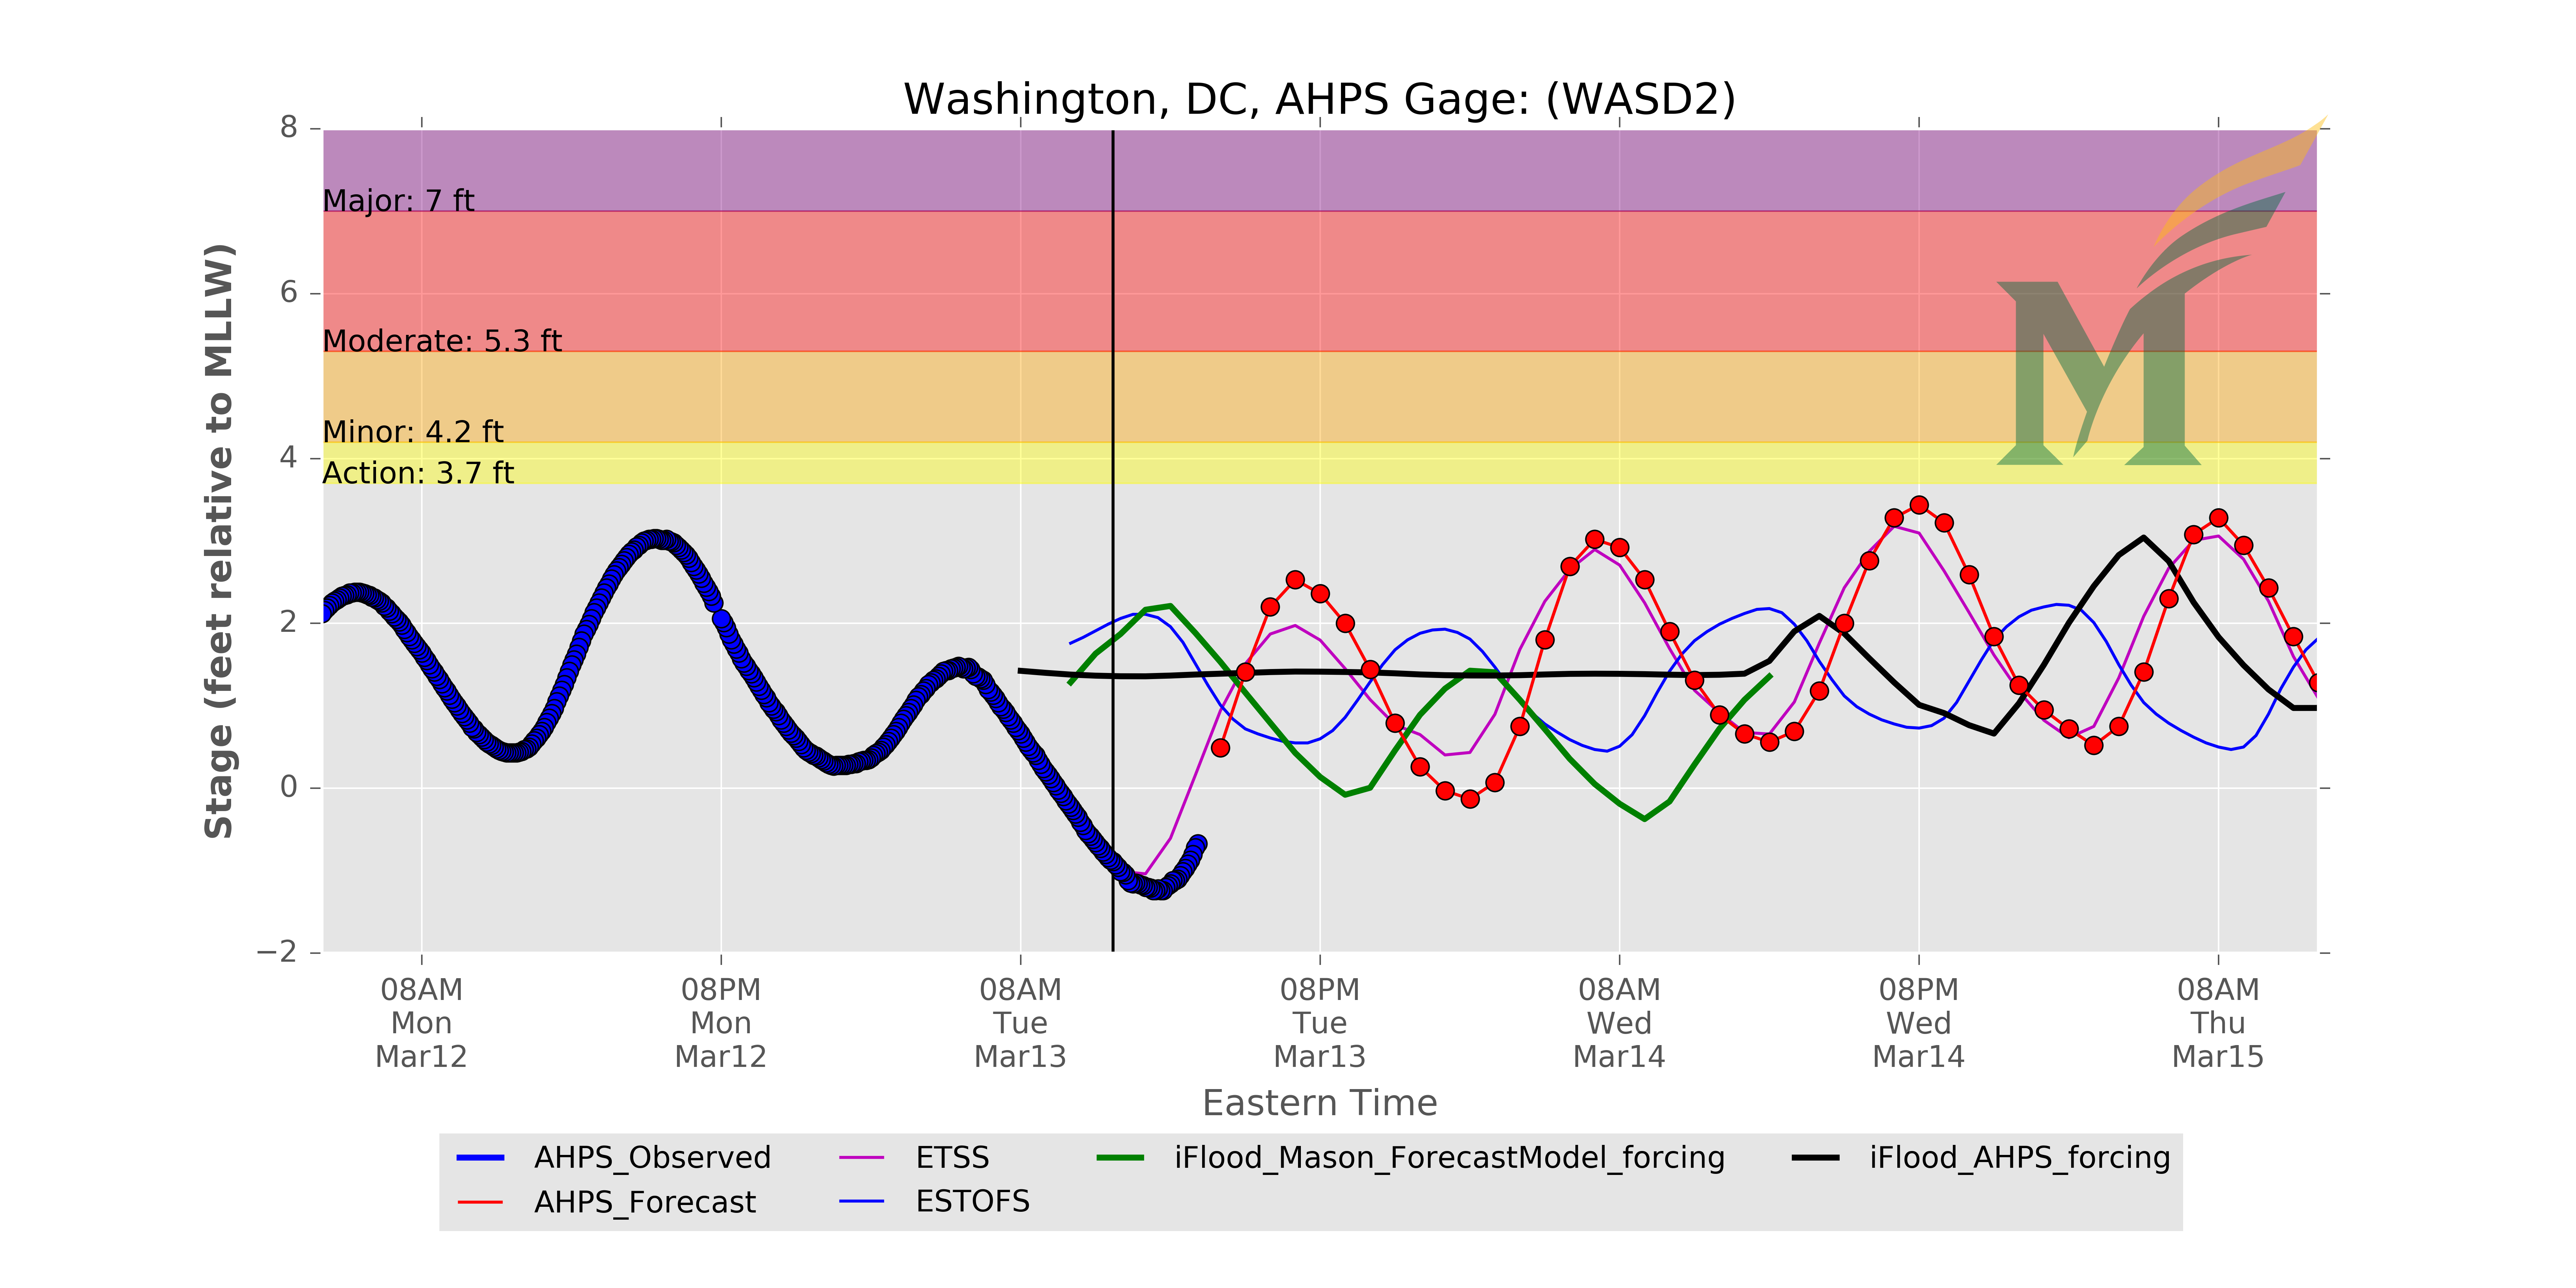 Washington, DC, AHPS Gage: (WASD2)
8
Major: 7 ft
6
Moderate: 5.3 ft
Minor: 4.2 ft
4
Action: 3.7 ft
2
0
−2
Stage (feet relative to MLLW)
08AM 08PM 08AM 08PM 08AM 08PM 08AM
Mon Mon Tue Tue Wed Wed Thu
Mar12 Mar12 Mar13 Mar13 Mar14 Mar14 Mar15
Eastern Time
AHPS_Observed ETSS iFlood_Mason_ForecastModel_forcing iFlood_AHPS_forcing
AHPS_Forecast ESTOFS
M